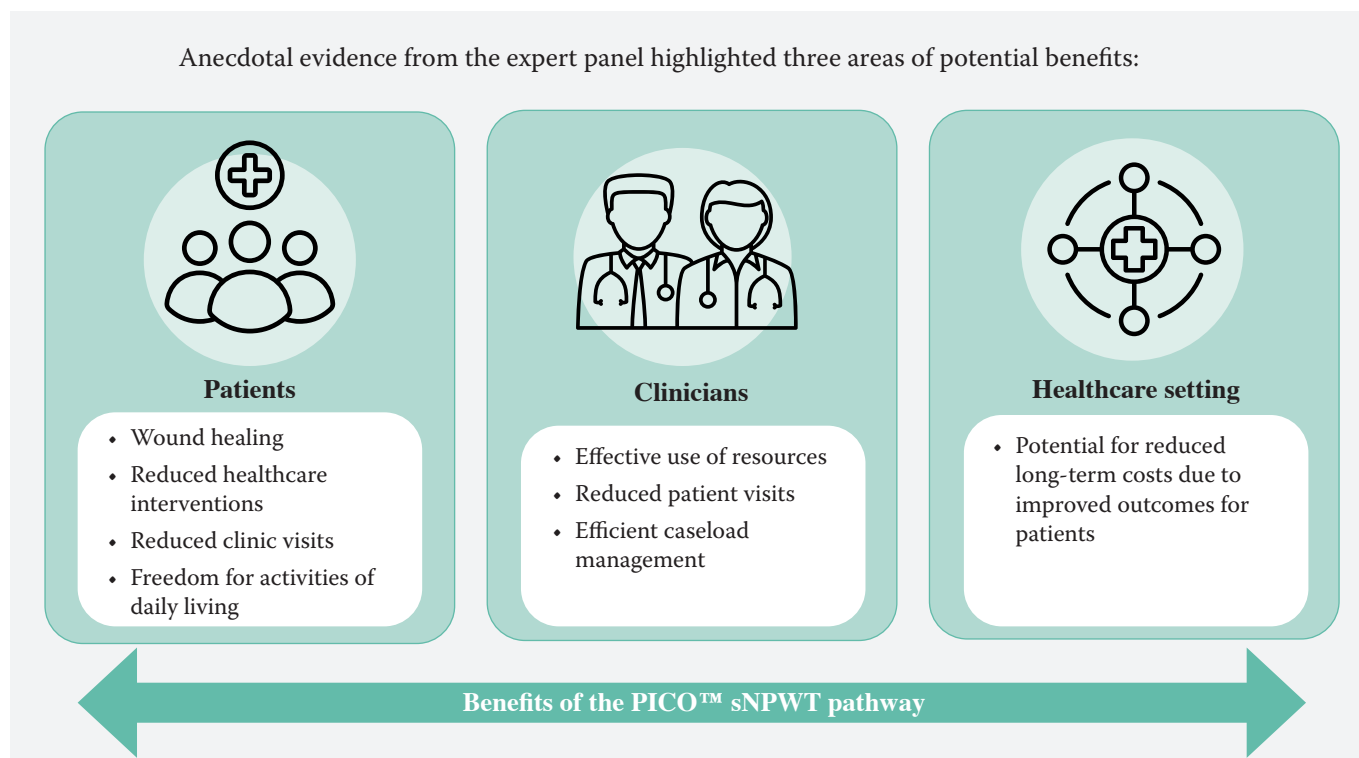 Anecdotal evidence from the expert panel highlighted three areas of potential benefits:
Patients
• Wound healing
• Reduced healthcare
interventions
• Reduced clinic visits
• Freedom for activities of
daily living
Clinicians
• Effective use of resources
• Reduced patient visits
• Efficient caseload
management
Healthcare setting
• Potential for reduced
long-term costs due to
improved outcomes for
patients
Benefits of the PICO™ sNPWT pathway